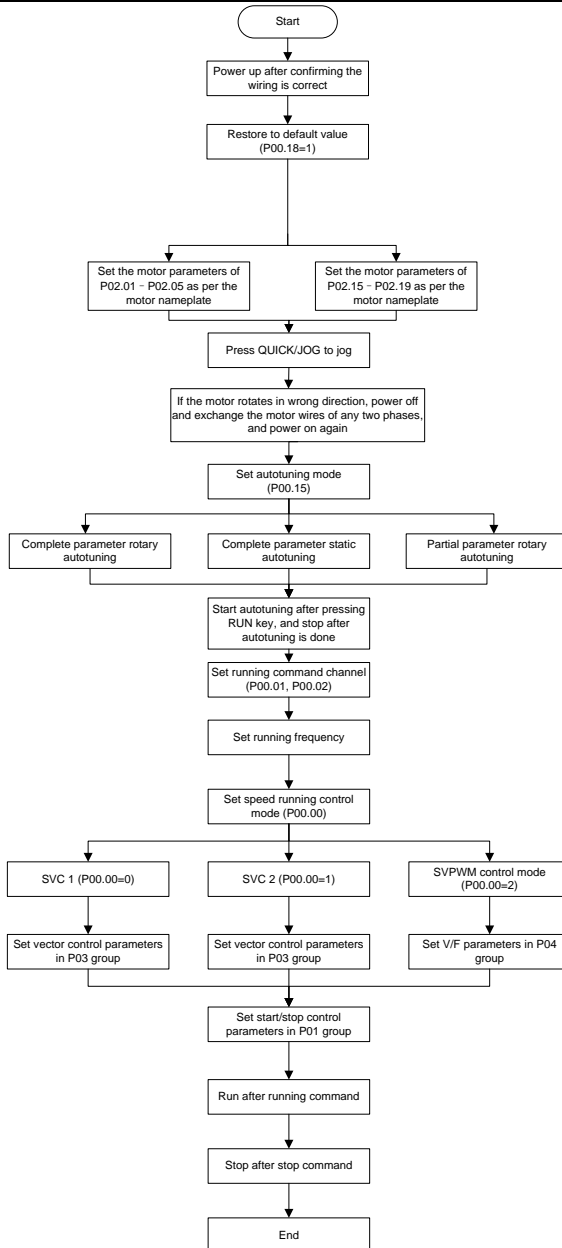 Start
Power up after confirming the
wiring is correct
Restore to default value
(P00.18=1)
Set the motor parameters of
P02.01﹣P02.05 as per the
motor nameplate
Set the motor parameters of
P02.15﹣P02.19 as per the
motor nameplate
Press QUICK/JOG to jog
If the motor rotates in wrong direction, power off
and exchange the motor wires of any two phases,
and power on again
Set autotuning mode
(P00.15)
Complete parameter rotary
autotuning
Complete parameter static
autotuning
Partial parameter rotary
autotuning
Start autotuning after pressing
RUN key, and stop after
autotuning is done
Set running command channel
(P00.01, P00.02)
Set running frequency
Set speed running control
mode (P00.00)
SVC 1 (P00.00=0)
SVC 2 (P00.00=1)
SVPWM control mode
(P00.00=2)
Set vector control parameters
in P03 group
Set vector control parameters
in P03 group
Set V/F parameters in P04
group
Set start/stop control
parameters in P01 group
Run after running command
Stop after stop command
End